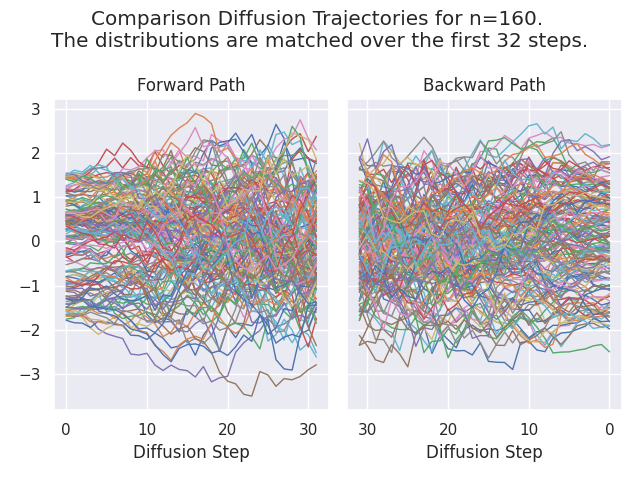 Comparison Diffusion Trajectories for n=160.
The distributions are matched over the first 32 steps.
Forward Path
Backward Path
3
2
1
0
−1
−2
−3
0 10 20 30
30 20 10 0
Diffusion Step
Diffusion Step